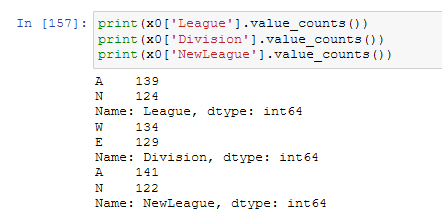 In [157]: print(x0['League'].value_counts())
print(x0['Division'].value_counts())
print(x0['NewLeague'].value_counts())
A    139
N    124
Name: League, dtype: int64
W    134
E    129
Name: Division, dtype: int64
A    141
N    122
Name: NewLeague, dtype: int64